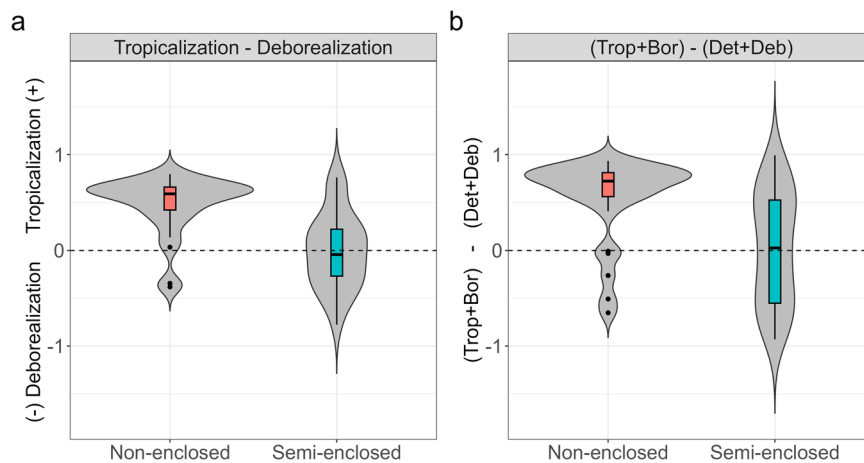 a
Tropicalization - Deborealization
(-) Deborealization Tropicalization (+)
1
0
-1
Non-enclosed Semi-enclosed
b
(Trop+Bor) - (Det+Deb)
(Trop+Bor) - (Det+Deb)
1
0
-1
Non-enclosed Semi-enclosed